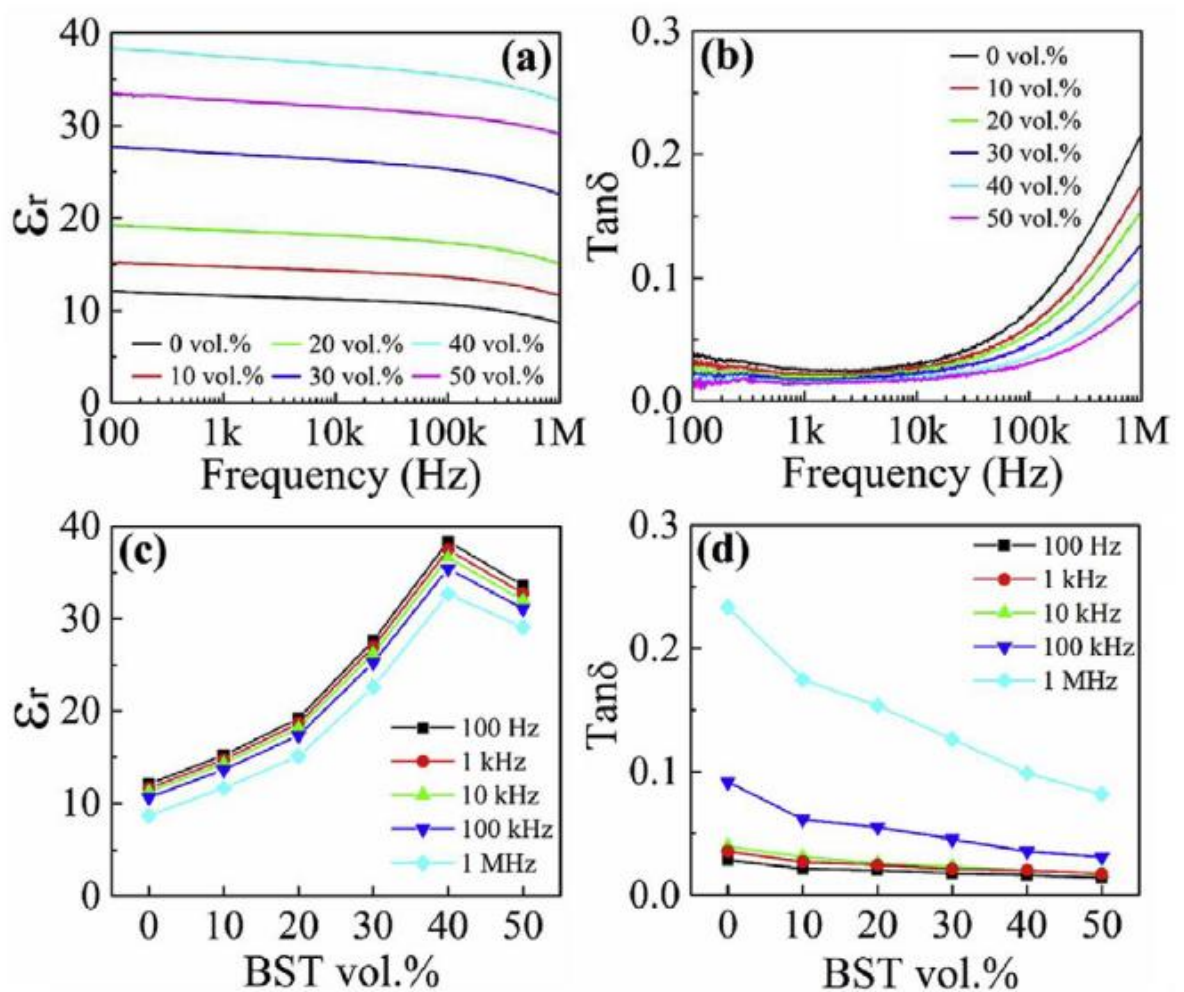 (a)
40
30
20
10
0
εr
0 vol.% 20 vol.% 40 vol.%
10 vol.% 30 vol.% 50 vol.%
100 1k 10k 100k 1M
Frequency (Hz)
(b)
0.3
0.2
0.1
0.0
Tanδ
0 vol.%
10 vol.%
20 vol.%
30 vol.%
40 vol.%
50 vol.%
100 1k 10k 100k 1M
Frequency (Hz)
(c)
40
30
20
10
0
εr
100 Hz
1 kHz
10 kHz
100 kHz
1 MHz
0 10 20 30 40 50
BST vol.%
(d)
0.3
0.2
0.1
0.0
Tanδ
100 Hz
1 kHz
10 kHz
100 kHz
1 MHz
0 10 20 30 40 50
BST vol.%